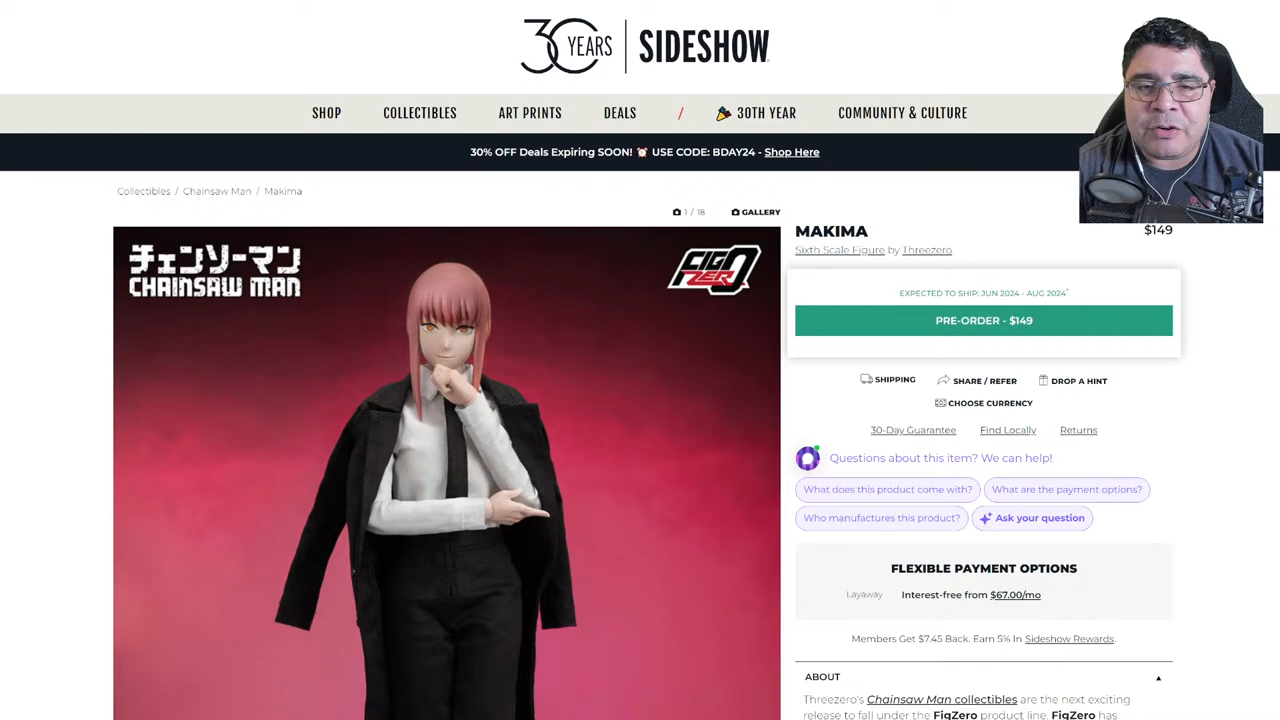 30 YEARS | SIDESHOW
SHOP COLLECTIBLES ART PRINTS DEALS / 30TH YEAR COMMUNITY & CULTURE
30% OFF Deals Expiring SOON! ⏰ USE CODE: BDAY24 - Shop Here
Collectibles / Chainsaw Man / Makima
1 / 18 GALLERY
チェンソーマン
CHAINSAW MAN
FIGZERO
MAKIMA
$149
Sixth Scale Figure by Threezero
EXPECTED TO SHIP: JUN 2024 - AUG 2024*
PRE-ORDER - $149
SHIPPING SHARE / REFER DROP A HINT
CHOOSE CURRENCY
30-Day Guarantee Find Locally Returns
Questions about this item? We can help!
What does this product come with? What are the payment options?
Who manufactures this product? Ask your question
FLEXIBLE PAYMENT OPTIONS
Layaway Interest-free from $67.00/mo
Members Get $7.45 Back. Earn 5% In Sideshow Rewards.
ABOUT ▲
Threezero's Chainsaw Man collectibles are the next exciting
release to fall under the FigZero product line. FigZero has